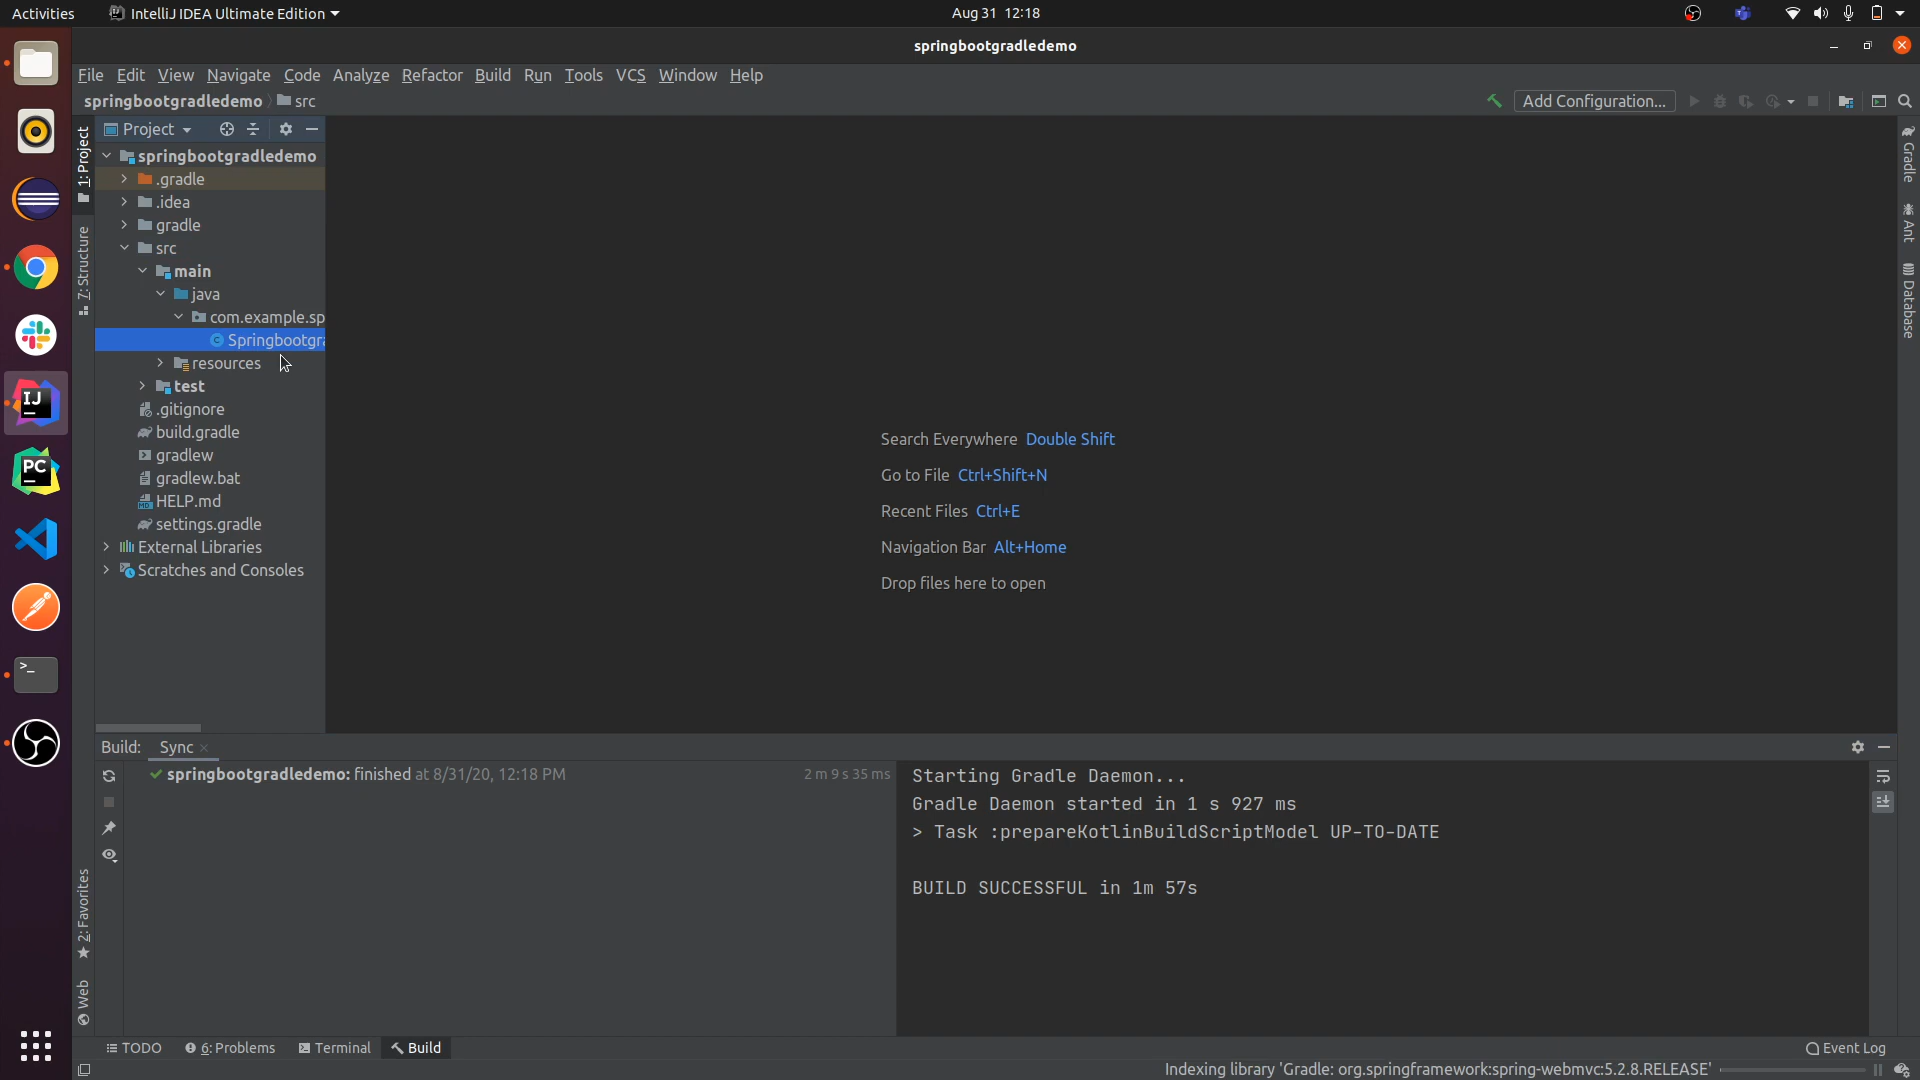 Activities
IntelliJ IDEA Ultimate Edition
Aug 31 12:18
springbootgradledemo
File Edit View Navigate Code Analyze Refactor Build Run Tools VCS Window Help
springbootgradledemo src
Add Configuration...
Project
springbootgradledemo
.gradle
.idea
gradle
src
main
java
com.example.sp
Springbootgra
resources
test
.gitignore
build.gradle
gradlew
gradlew.bat
HELP.md
settings.gradle
External Libraries
Scratches and Consoles
1: Project
7: Structure
2: Favorites
Web
Search Everywhere Double Shift
Go to File Ctrl+Shift+N
Recent Files Ctrl+E
Navigation Bar Alt+Home
Drop files here to open
Gradle
Ant
Database
IJ
PC
>_
Build: Sync
springbootgradledemo: finished at 8/31/20, 12:18 PM 2 m 9 s 35 ms
Starting Gradle Daemon...
Gradle Daemon started in 1 s 927 ms
> Task :prepareKotlinBuildScriptModel UP-TO-DATE
BUILD SUCCESSFUL in 1m 57s
TODO 6: Problems Terminal Build
Event Log
Indexing library 'Gradle: org.springframework:spring-webmvc:5.2.8.RELEASE'